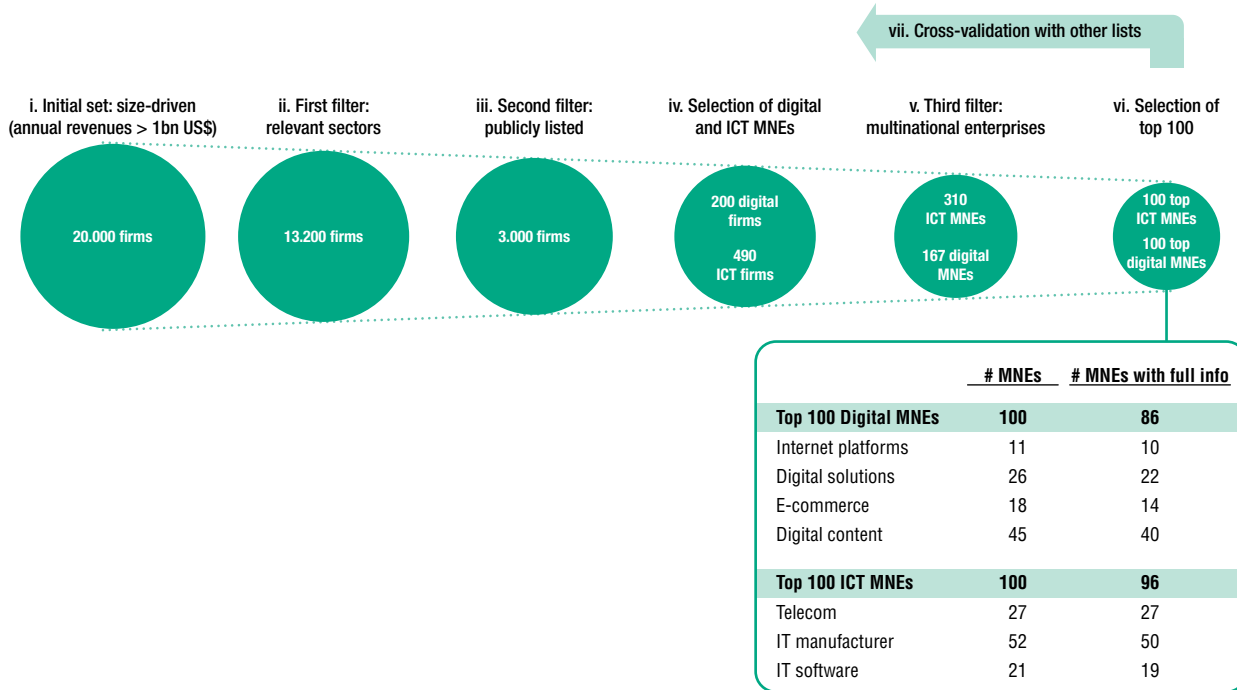 vii. Cross-validation with other lists
i. Initial set: size-driven
(annual revenues > 1bn US$)
ii. First filter:
relevant sectors
iii. Second filter:
publicly listed
iv. Selection of digital
and ICT MNEs
v. Third filter:
multinational enterprises
vi. Selection of
top 100
20.000 firms
13.200 firms
3.000 firms
200 digital
firms
490
ICT firms
310
ICT MNEs
167 digital
MNEs
100 top
ICT MNEs
100 top
digital MNEs
# MNEs # MNEs with full info
Top 100 Digital MNEs 100 86
Internet platforms 11 10
Digital solutions 26 22
E-commerce 18 14
Digital content 45 40
Top 100 ICT MNEs 100 96
Telecom 27 27
IT manufacturer 52 50
IT software 21 19